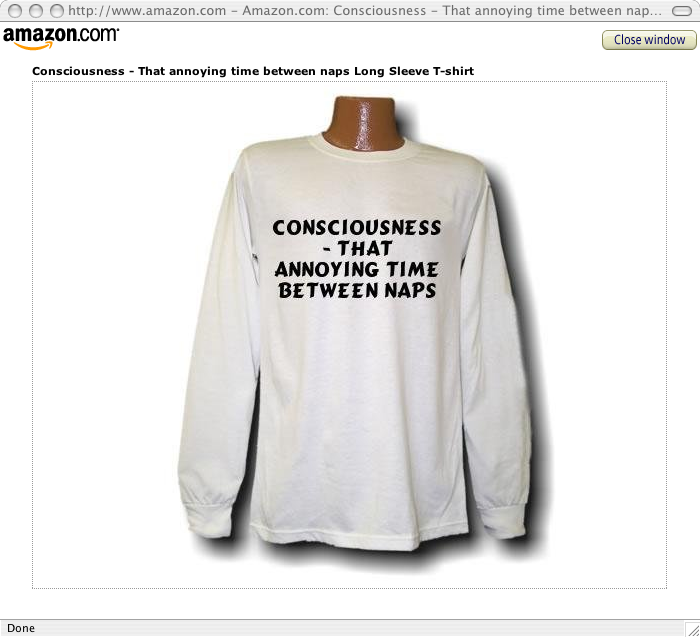 http://www.amazon.com – Amazon.com: Consciousness – That annoying time between nap...
amazon.com
Close window
Consciousness - That annoying time between naps Long Sleeve T-shirt
CONSCIOUSNESS
- THAT
ANNOYING TIME
BETWEEN NAPS
Done